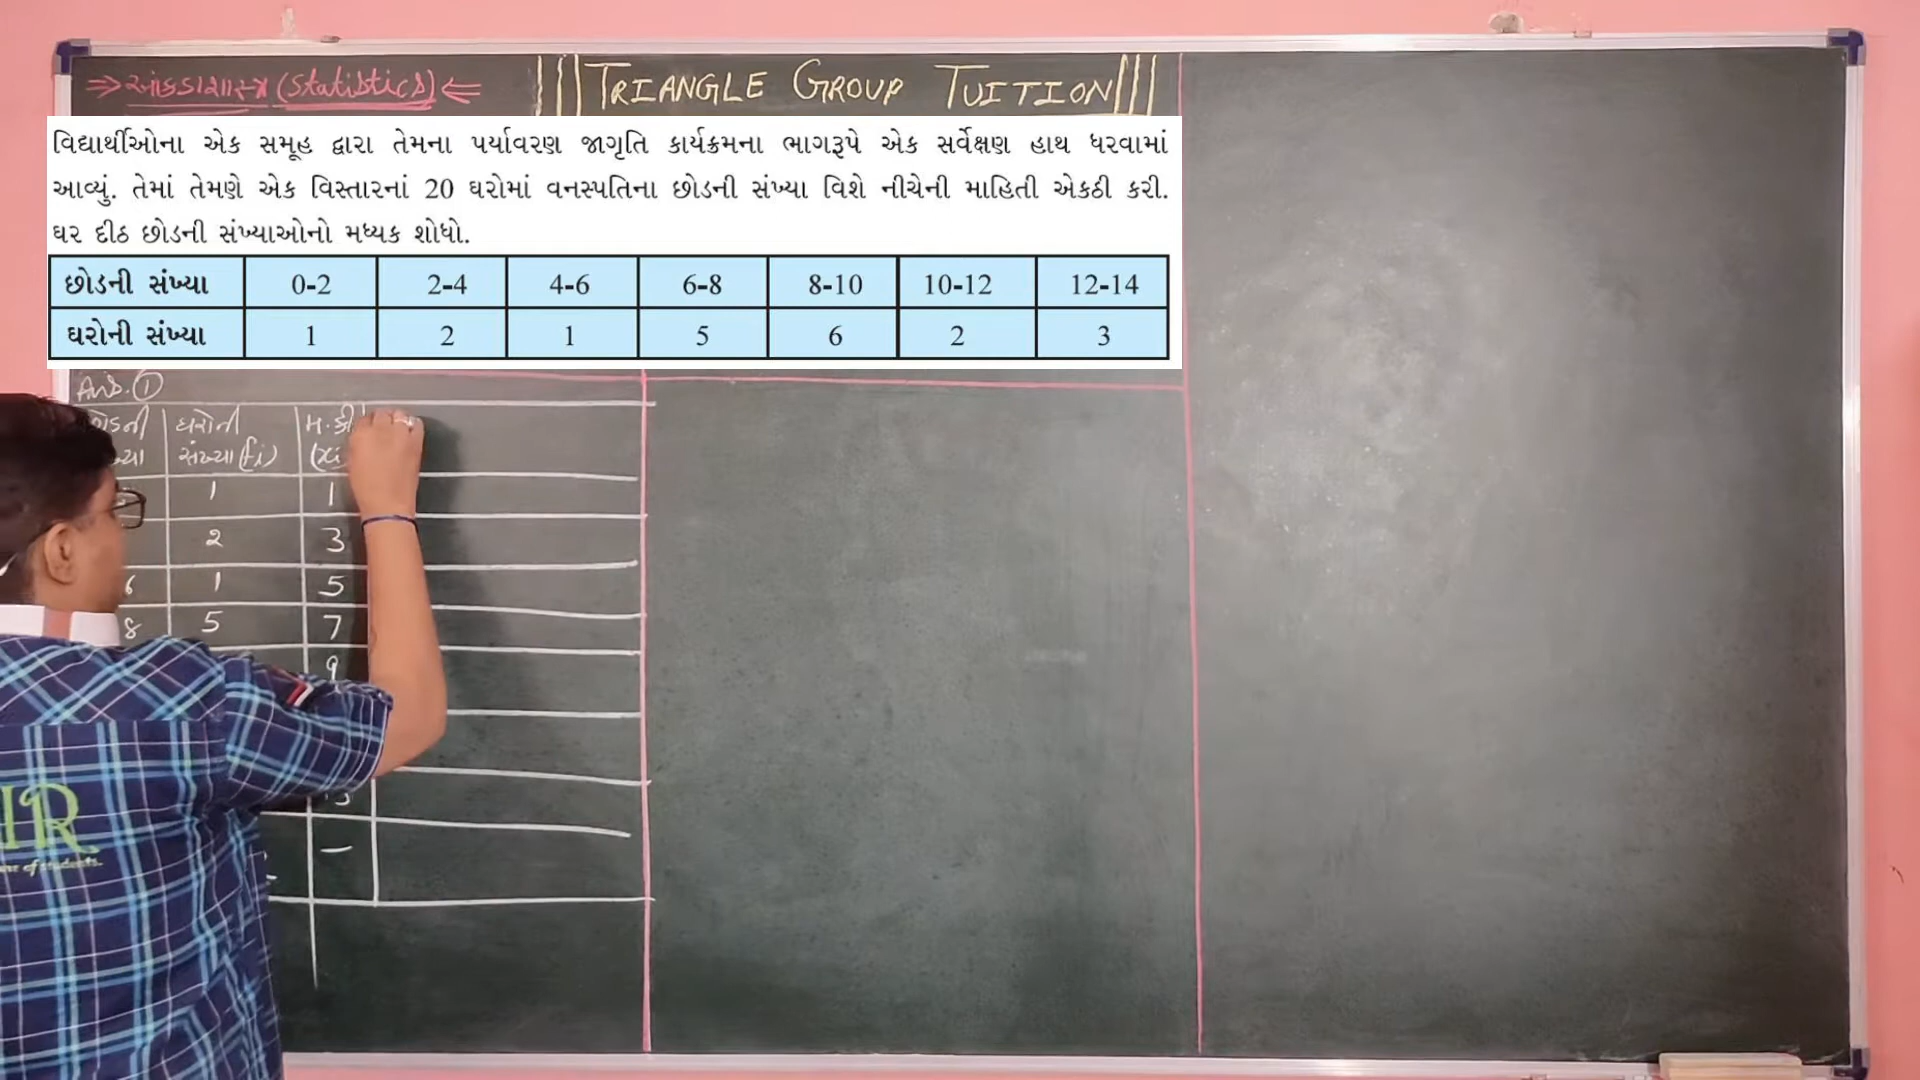 ⇒ આંકડાશાસ્ત્ર (Statistics) ⇐
TRIANGLE GROUP TUITION
વિદ્યાર્થીઓના એક સમૂહ દ્વારા તેમના પર્યાવરણ જાગૃતિ કાર્યક્રમના ભાગરૂપે એક સર્વેક્ષણ હાથ ધરવામાં
આવ્યું. તેમાં તેમણે એક વિસ્તારનાં 20 ઘરોમાં વનસ્પતિના છોડની સંખ્યા વિશે નીચેની માહિતી એકઠી કરી.
ઘર દીઠ છોડની સંખ્યાઓનો મધ્યક શોધો.
છોડની સંખ્યા 0-2 2-4 4-6 6-8 8-10 10-12 12-14
ઘરોની સંખ્યા 1 2 1 5 6 2 3
Ans. ①
ઘરોની મ.કી
સંખ્યા (fi) (xi
1 1
૨ 3
6 1 5
8 5 7
9
–